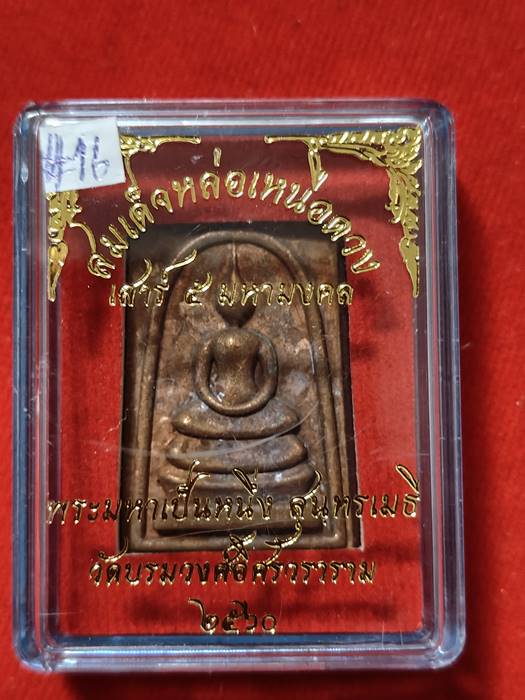 #16
สมเด็จหล่อเหนือดวง
เสาร์ ๕ มหามงคล
พระมหาเป็นหนึ่ง สุนฺทรเมธี
วัดบรมวงศ์อิศรวราราม
๒๕๖๐